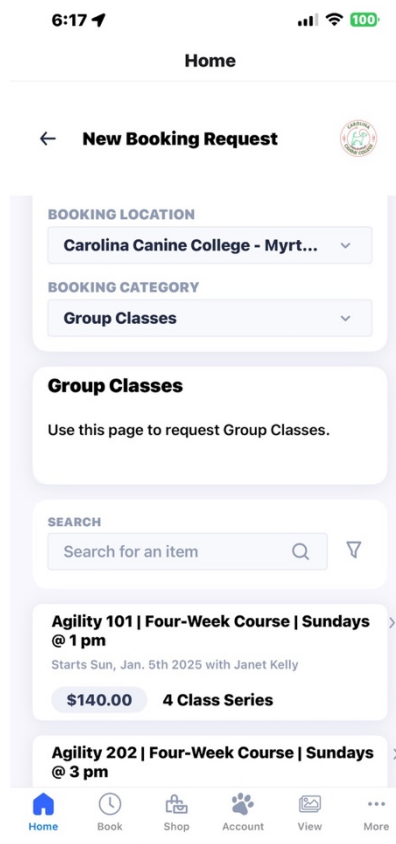 6:17
100
Home
New Booking Request
BOOKING LOCATION
Carolina Canine College - Myrt...
BOOKING CATEGORY
Group Classes
Group Classes
Use this page to request Group Classes.
SEARCH
Search for an item
Agility 101 | Four-Week Course | Sundays
@ 1 pm
Starts Sun, Jan. 5th 2025 with Janet Kelly
$140.00 4 Class Series
Agility 202 | Four-Week Course | Sundays
@ 3 pm
Home Book Shop Account View More